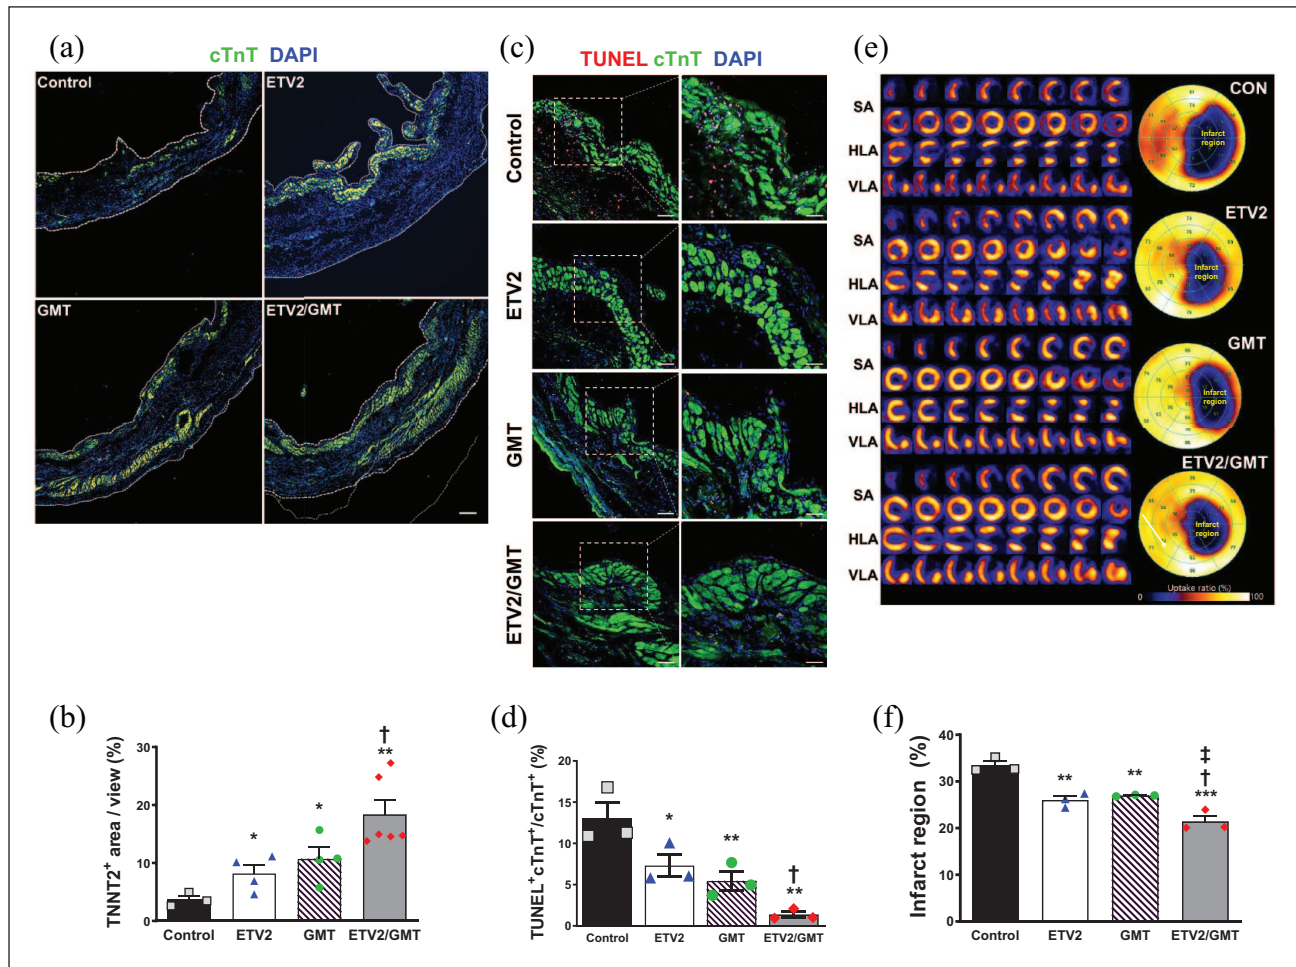 (a)
cTnT DAPI
Control
ETV2
GMT
ETV2/GMT
(b)
TNNT2+ area / view (%)
30
20
10
0
†
**
*
*
Control
ETV2
GMT
ETV2/GMT
(c)
TUNEL cTnT DAPI
Control
ETV2
GMT
ETV2/GMT
(d)
TUNEL+cTnT+/cTnT+ (%)
20
15
10
5
0
*
**
†
**
Control
ETV2
GMT
ETV2/GMT
(e)
SA
HLA
VLA
CON
Infarct
region
SA
HLA
VLA
ETV2
Infarct
region
SA
HLA
VLA
GMT
Infarct
region
SA
HLA
VLA
ETV2/GMT
Infarct
region
Uptake ratio (%)
0
100
(f)
Infarct region (%)
40
30
20
10
0
**
**
‡
†
***
Control
ETV2
GMT
ETV2/GMT